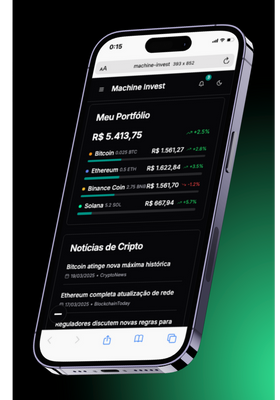 0:15
AA machine-invest 393 x 852
Machine Invest
Meu Portfólio
R$ 5.413,75 +2.5%
Bitcoin 0.025 BTC R$ 1.561,27 +2.8%
Ethereum 0.5 ETH R$ 1.622,84 +3.5%
Binance Coin 2.75 BNB R$ 1.561,70 -1.2%
Solana 5.2 SOL R$ 667,94 +5.7%
Notícias de Cripto
Bitcoin atinge nova máxima histórica
18/03/2025 • CryptoNews
Ethereum completa atualização de rede
17/03/2025 • BlockchainToday
Reguladores discutem novas regras para